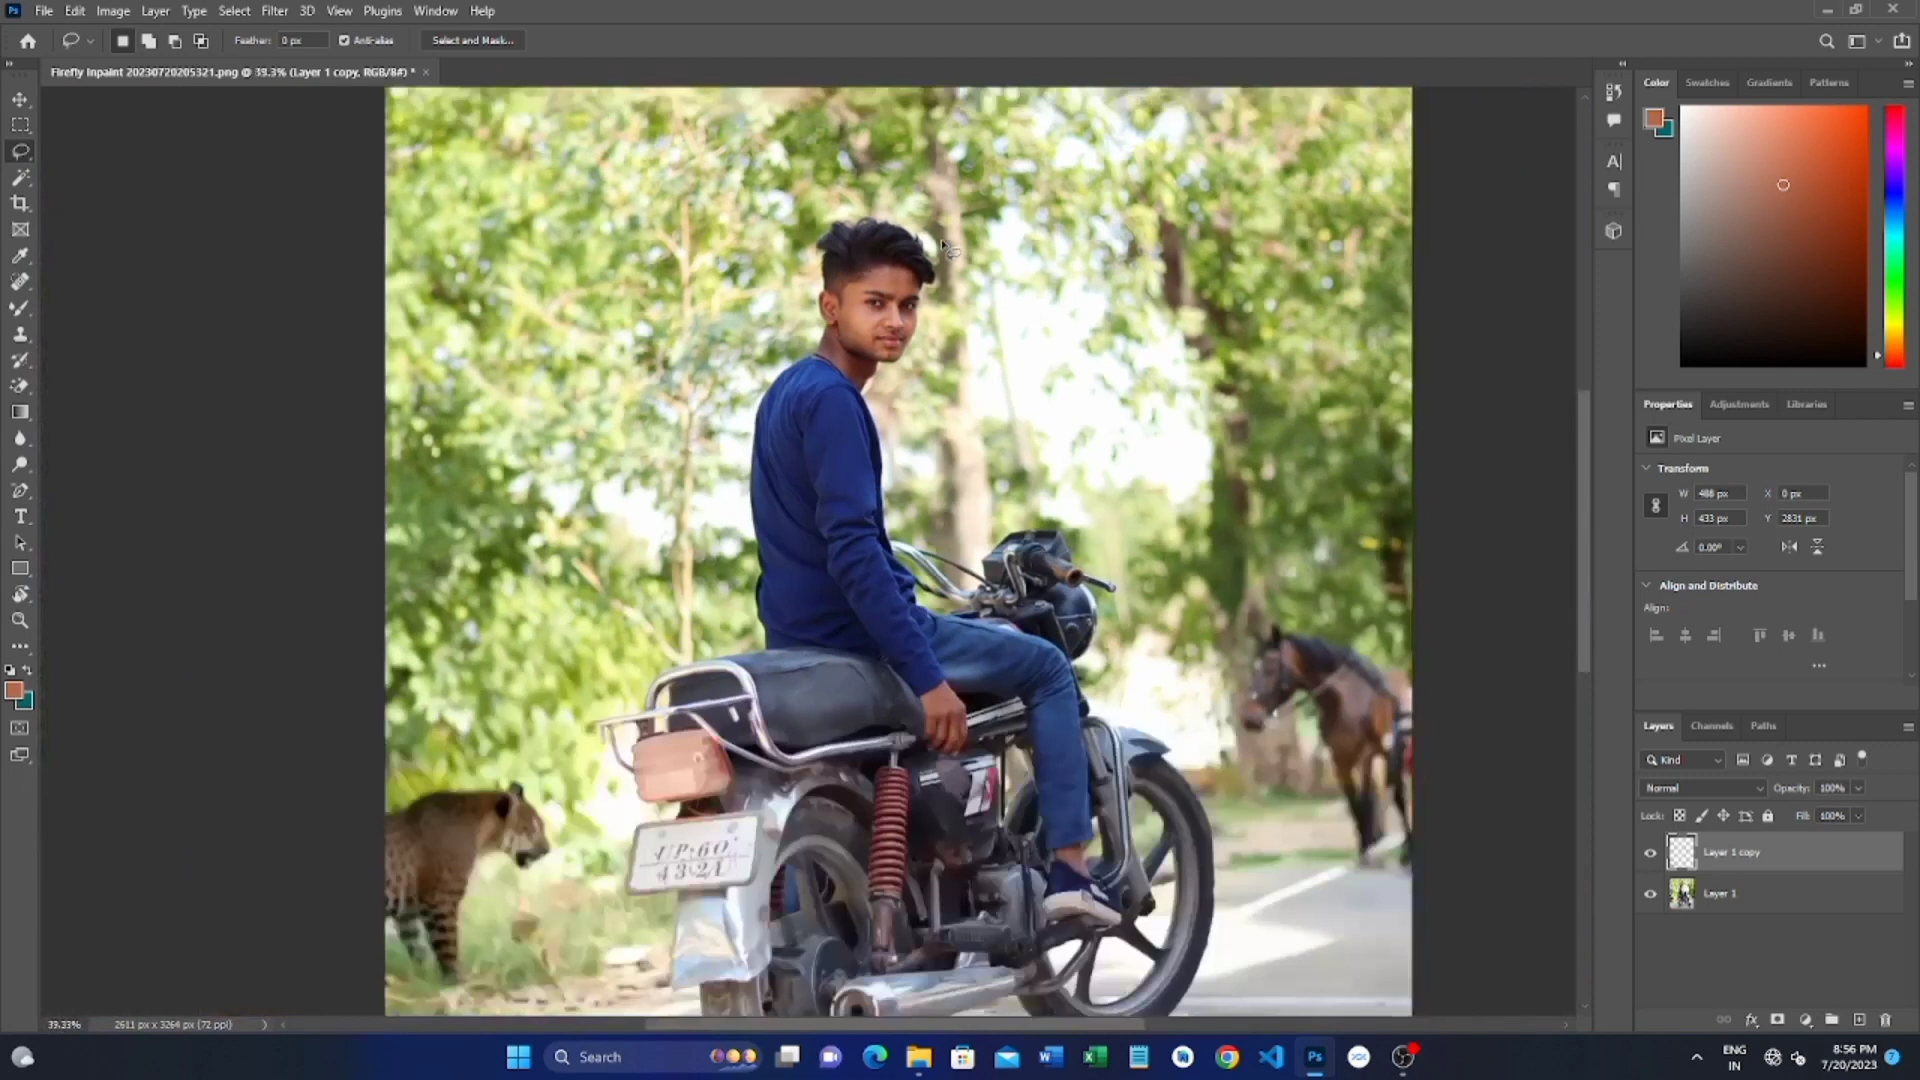 Ps File Edit Image Layer Type Select Filter 3D View Plugins Window Help
Feather: 0 px Anti-alias Select and Mask...
Firefly Inpaint 20230720205321.png @ 39.3% (Layer 1 copy, RGB/8#) * ×
Color Swatches Gradients Patterns
Properties Adjustments Libraries
Pixel Layer
Transform
W 488 px X 0 px
H 433 px Y 2831 px
0.00°
Align and Distribute
Align:
Layers Channels Paths
Kind
Normal Opacity: 100%
Lock: Fill: 100%
Layer 1 copy
Layer 1
39.33% 2611 px x 3264 px (72 ppi)
Search
ENG
IN
8:56 PM
7/20/2023
7